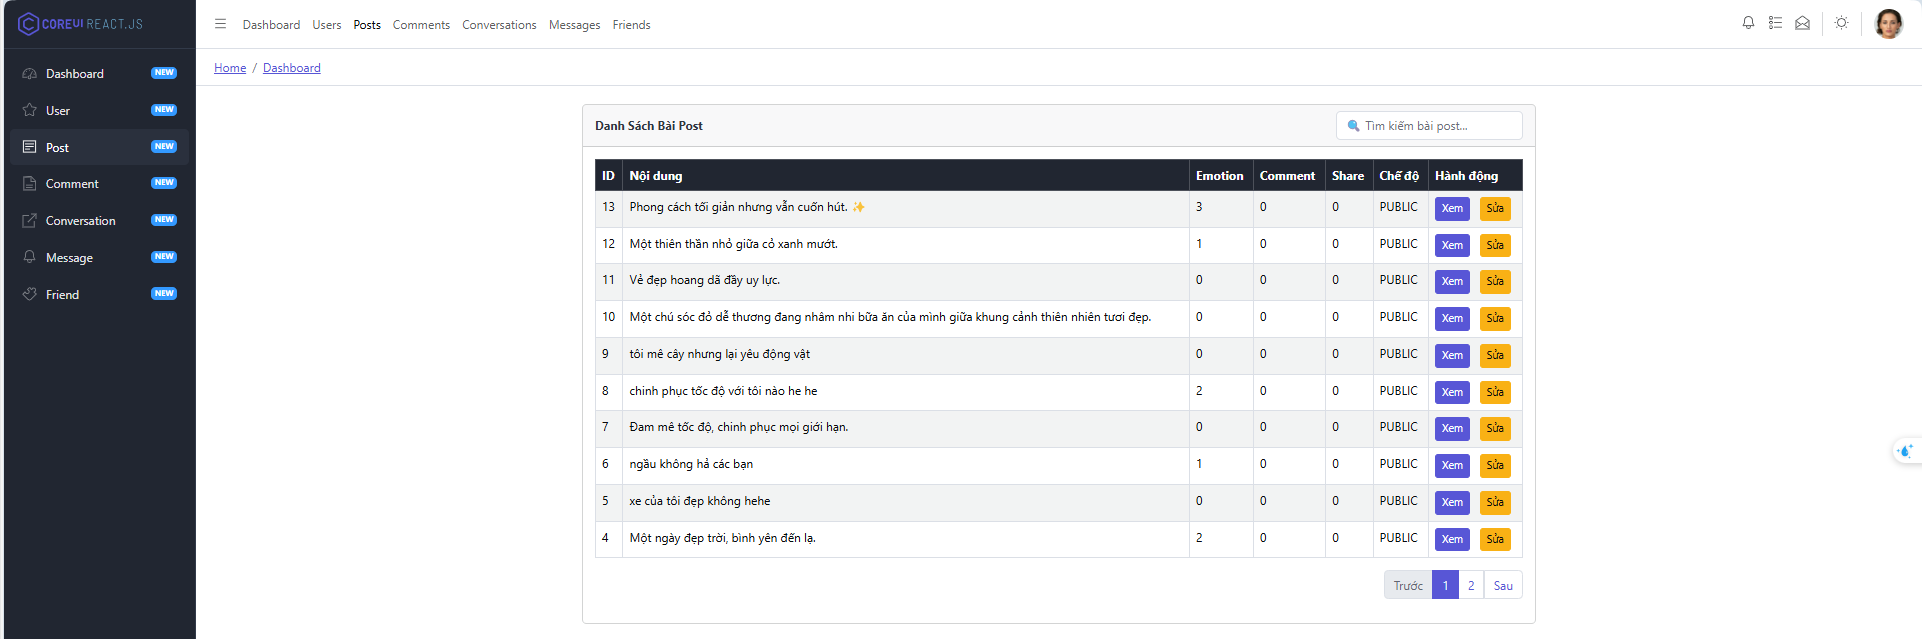 COREUI REACT.JS
Dashboard Users Posts Comments Conversations Messages Friends
Home / Dashboard
Dashboard NEW
User NEW
Post NEW
Comment NEW
Conversation NEW
Message NEW
Friend NEW
Danh Sách Bài Post
🔍 Tìm kiếm bài post...
ID Nội dung Emotion Comment Share Chế độ Hành động
13 Phong cách tối giản nhưng vẫn cuốn hút. ✨ 3 0 0 PUBLIC Xem Sửa
12 Một thiên thần nhỏ giữa cỏ xanh mướt. 1 0 0 PUBLIC Xem Sửa
11 Vẻ đẹp hoang dã đầy uy lực. 0 0 0 PUBLIC Xem Sửa
10 Một chú sóc đỏ dễ thương đang nhâm nhi bữa ăn của mình giữa khung cảnh thiên nhiên tươi đẹp. 0 0 0 PUBLIC Xem Sửa
9 tôi mê cây nhưng lại yêu động vật 0 0 0 PUBLIC Xem Sửa
8 chinh phục tốc độ với tôi nào he he 2 0 0 PUBLIC Xem Sửa
7 Đam mê tốc độ, chinh phục mọi giới hạn. 0 0 0 PUBLIC Xem Sửa
6 ngầu không hả các bạn 1 0 0 PUBLIC Xem Sửa
5 xe của tôi đẹp không hehe 0 0 0 PUBLIC Xem Sửa
4 Một ngày đẹp trời, bình yên đến lạ. 2 0 0 PUBLIC Xem Sửa
Trước 1 2 Sau